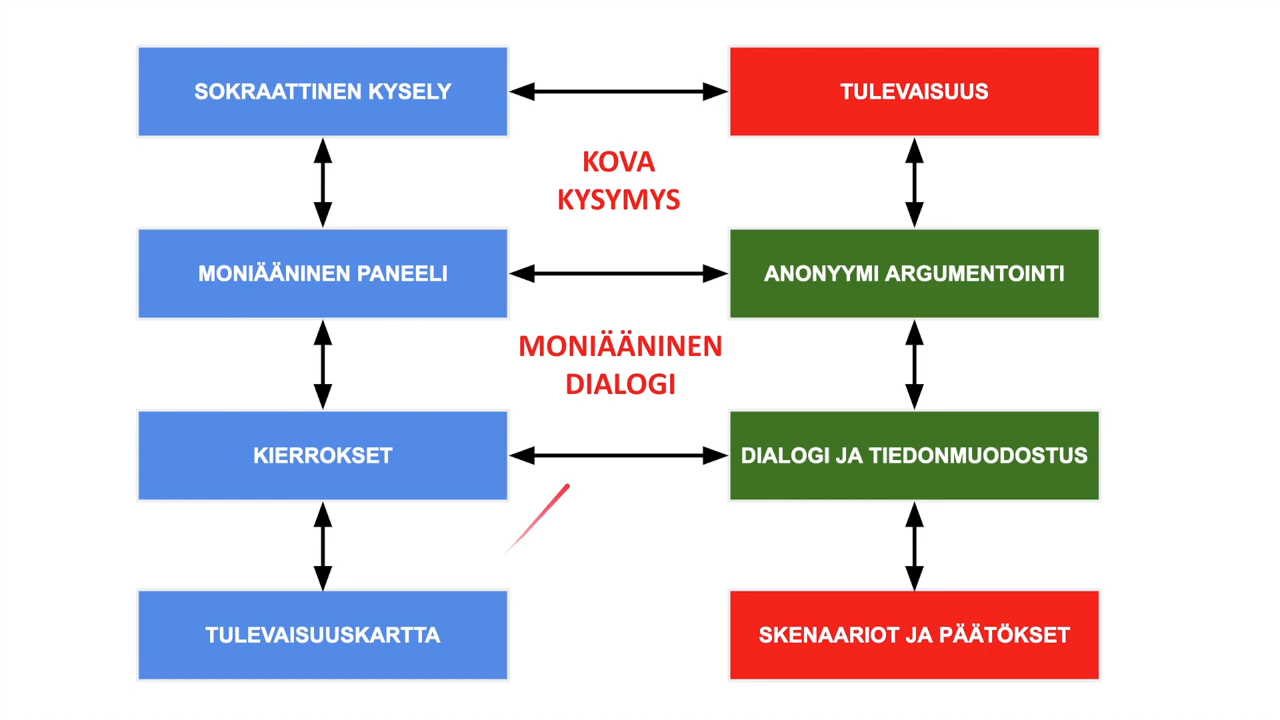 SOKRAATTINEN KYSELY
TULEVAISUUS
KOVA
KYSYMYS
MONIÄÄNINEN PANEELI
ANONYYMI ARGUMENTOINTI
MONIÄÄNINEN
DIALOGI
KIERROKSET
DIALOGI JA TIEDONMUODOSTUS
TULEVAISUUSKARTTA
SKENAARIOT JA PÄÄTÖKSET